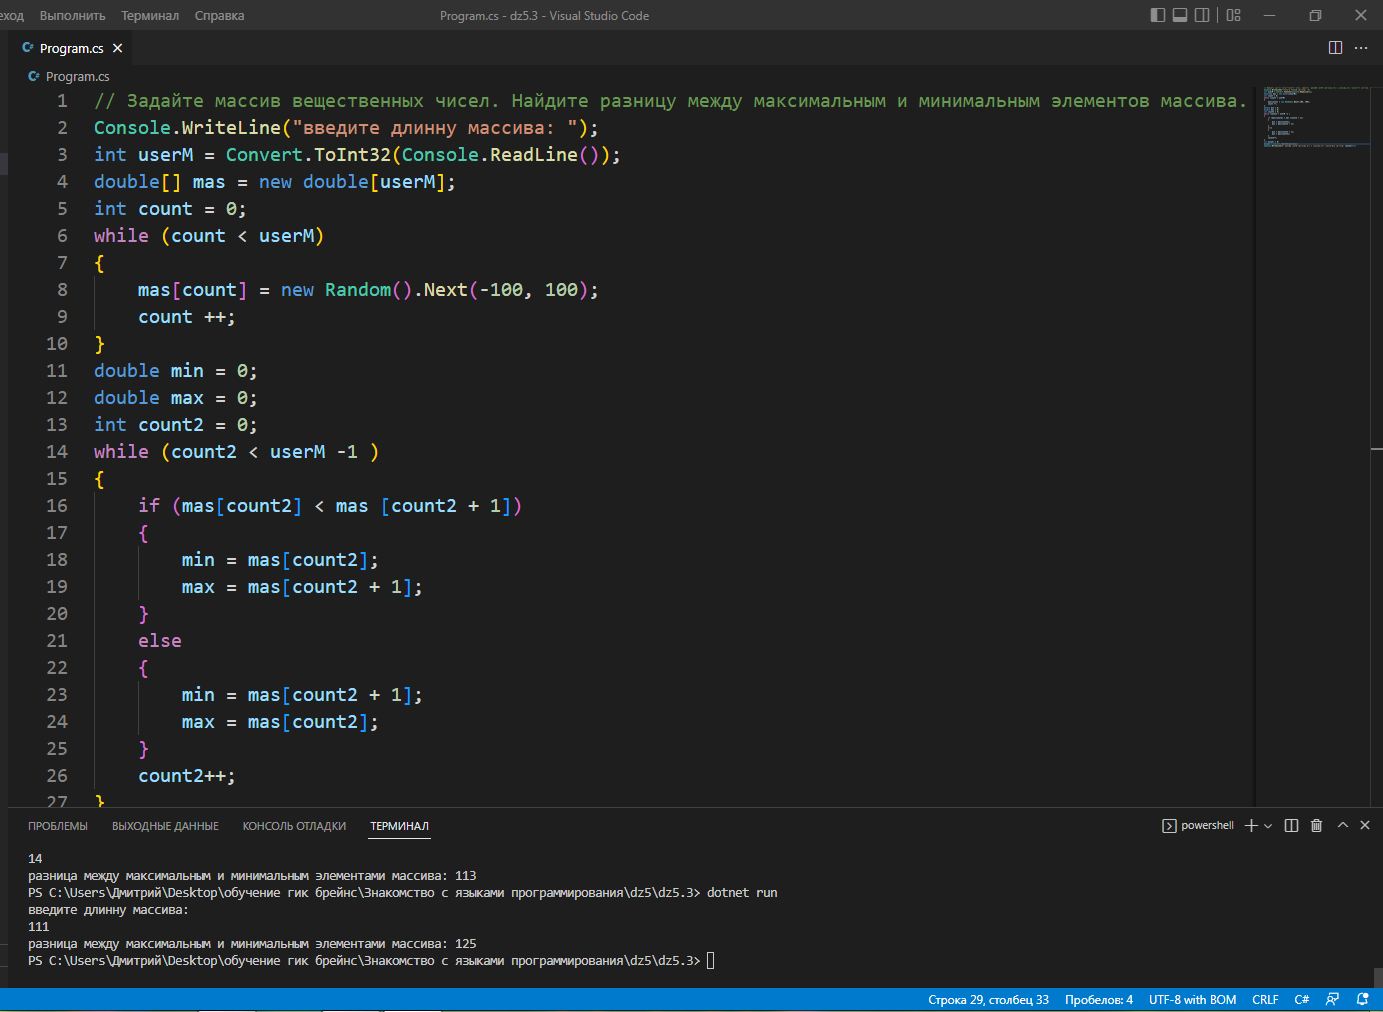 ход Выполнить Терминал Справка Program.cs - dz5.3 - Visual Studio Code
C# Program.cs
C# Program.cs
1 // Задайте массив вещественных чисел. Найдите разницу между максимальным и минимальным элементов массива.
2 Console.WriteLine("введите длинну массива: ");
3 int userM = Convert.ToInt32(Console.ReadLine());
4 double[] mas = new double[userM];
5 int count = 0;
6 while (count < userM)
7 {
8 mas[count] = new Random().Next(-100, 100);
9 count ++;
10 }
11 double min = 0;
12 double max = 0;
13 int count2 = 0;
14 while (count2 < userM -1 )
15 {
16 if (mas[count2] < mas [count2 + 1])
17 {
18 min = mas[count2];
19 max = mas[count2 + 1];
20 }
21 else
22 {
23 min = mas[count2 + 1];
24 max = mas[count2];
25 }
26 count2++;
27 }
ПРОБЛЕМЫ ВЫХОДНЫЕ ДАННЫЕ КОНСОЛЬ ОТЛАДКИ ТЕРМИНАЛ powershell
14
разница между максимальным и минимальным элементами массива: 113
PS C:\Users\Дмитрий\Desktop\обучение гик брейнс\Знакомство с языками программирования\dz5\dz5.3> dotnet run
введите длинну массива:
111
разница между максимальным и минимальным элементами массива: 125
PS C:\Users\Дмитрий\Desktop\обучение гик брейнс\Знакомство с языками программирования\dz5\dz5.3>
Строка 29, столбец 33 Пробелов: 4 UTF-8 with BOM CRLF C#